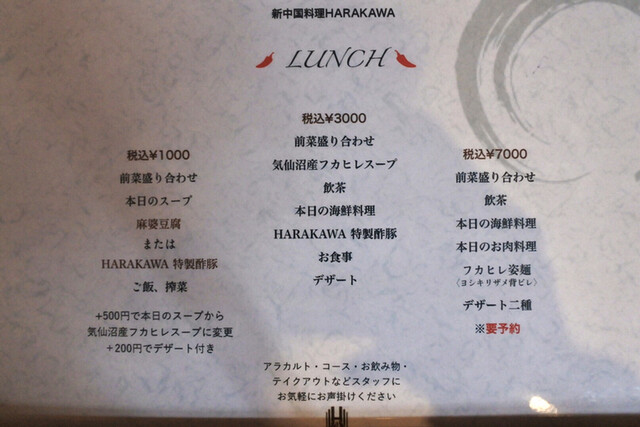 新中国料理HARAKAWA
LUNCH
税込¥1000
前菜盛り合わせ
本日のスープ
麻婆豆腐
または
HARAKAWA 特製酢豚
ご飯、搾菜
+500円で本日のスープから
気仙沼産フカヒレスープに変更
+200円でデザート付き
税込¥3000
前菜盛り合わせ
気仙沼産フカヒレスープ
飲茶
本日の海鮮料理
HARAKAWA 特製酢豚
お食事
デザート
税込¥7000
前菜盛り合わせ
飲茶
本日の海鮮料理
本日のお肉料理
フカヒレ姿麺
〈ヨシキリザメ背ビレ〉
デザート二種
※要予約
アラカルト・コース・お飲み物・
テイクアウトなどスタッフに
お気軽にお声掛けください